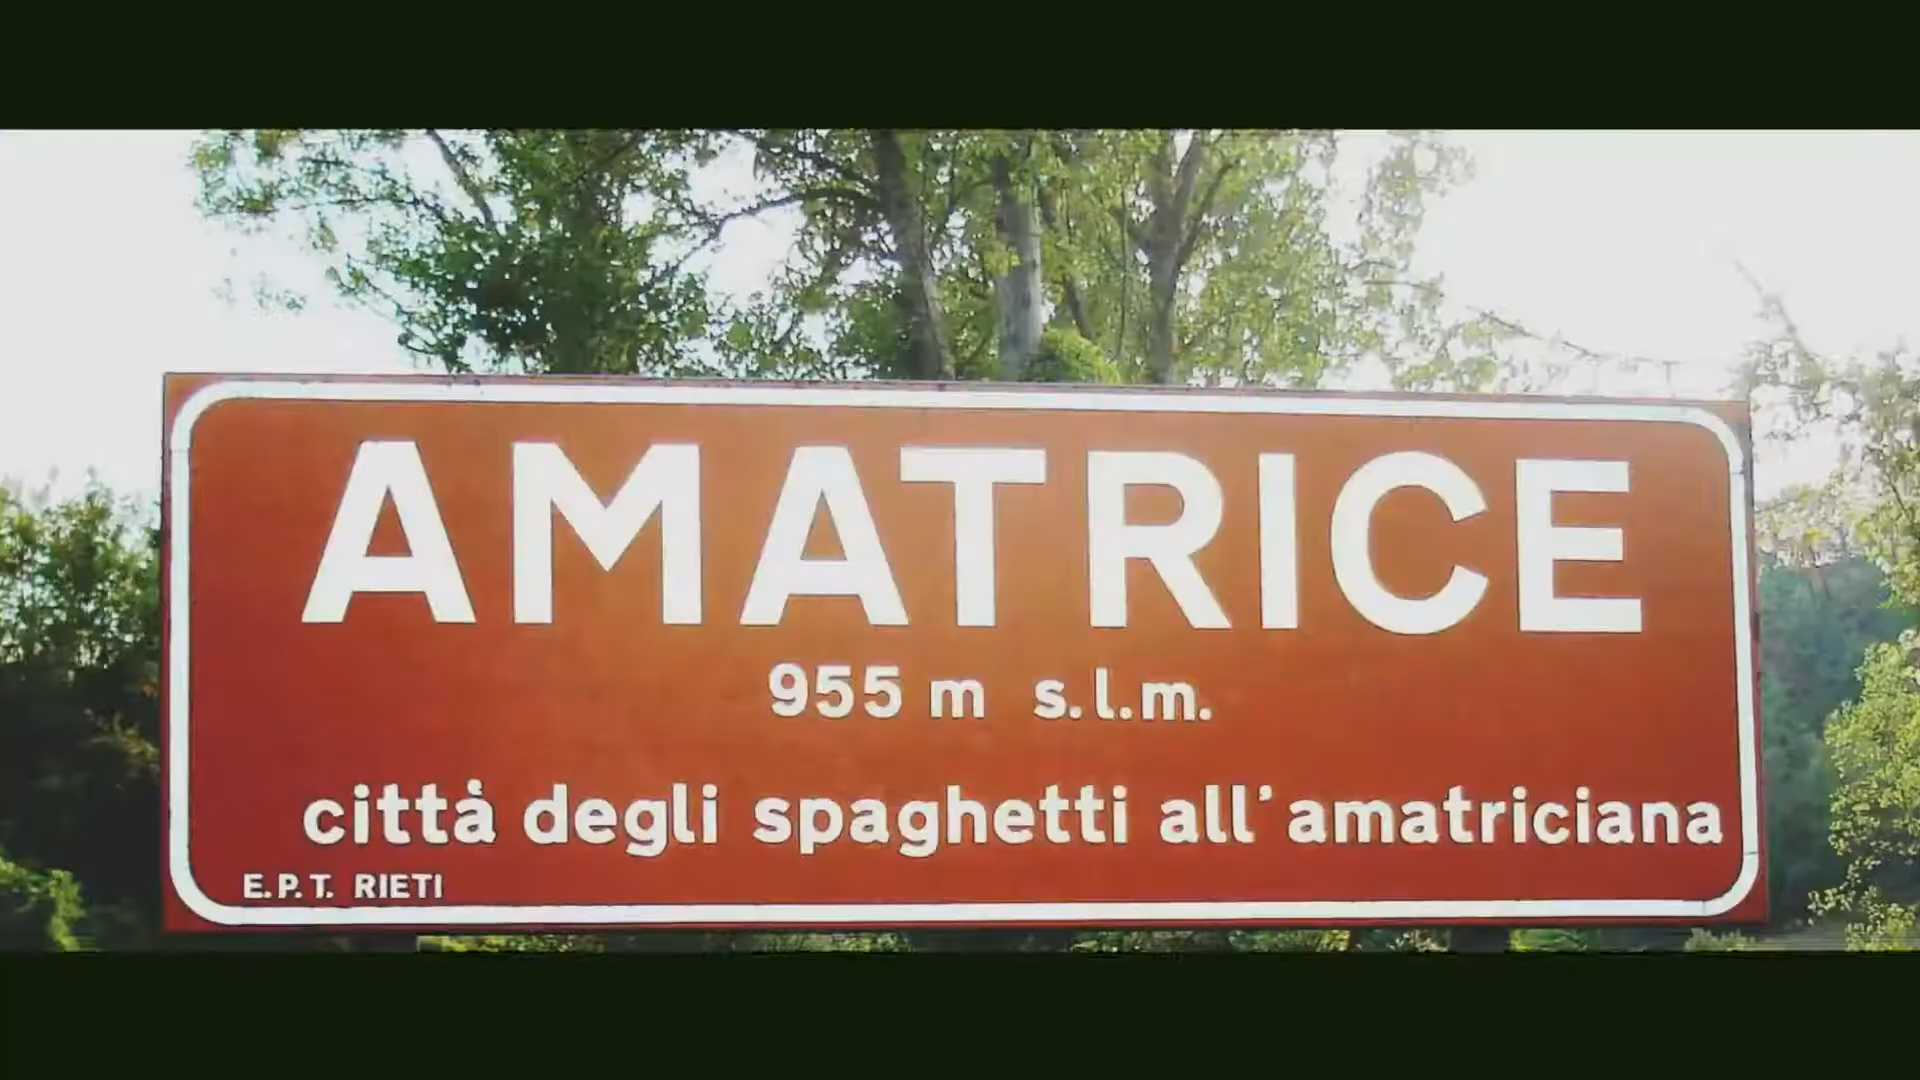 AMATRICE
955 m s.l.m.
città degli spaghetti all'amatriciana
E.P.T. RIETI